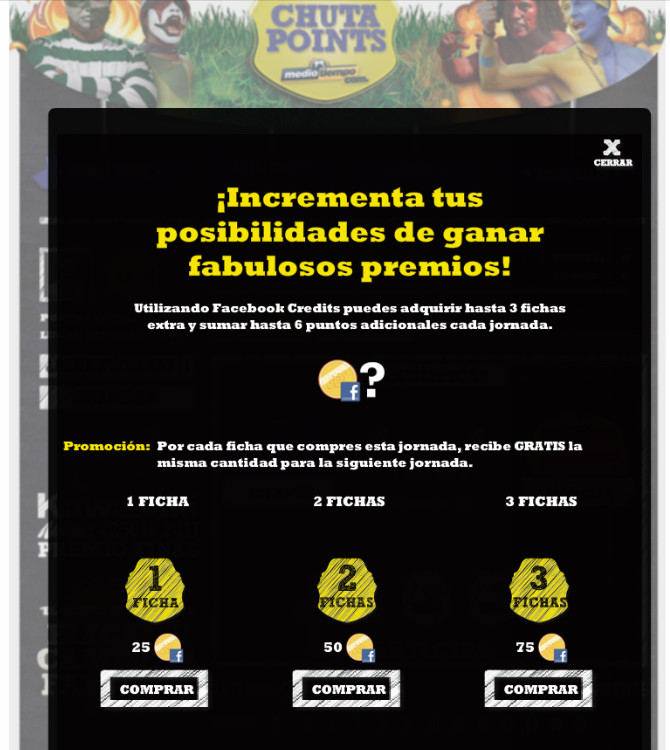 CHUTA
POINTS
mediotiempo
.com
X
CERRAR
¡Incrementa tus
posibilidades de ganar
fabulosos premios!
Utilizando Facebook Credits puedes adquirir hasta 3 fichas
extra y sumar hasta 6 puntos adicionales cada jornada.
f ?
Promoción: Por cada ficha que compres esta jornada, recibe GRATIS la
misma cantidad para la siguiente jornada.
1 FICHA 2 FICHAS 3 FICHAS
1 2 3
FICHA FICHAS FICHAS
25 f 50 f 75 f
COMPRAR COMPRAR COMPRAR